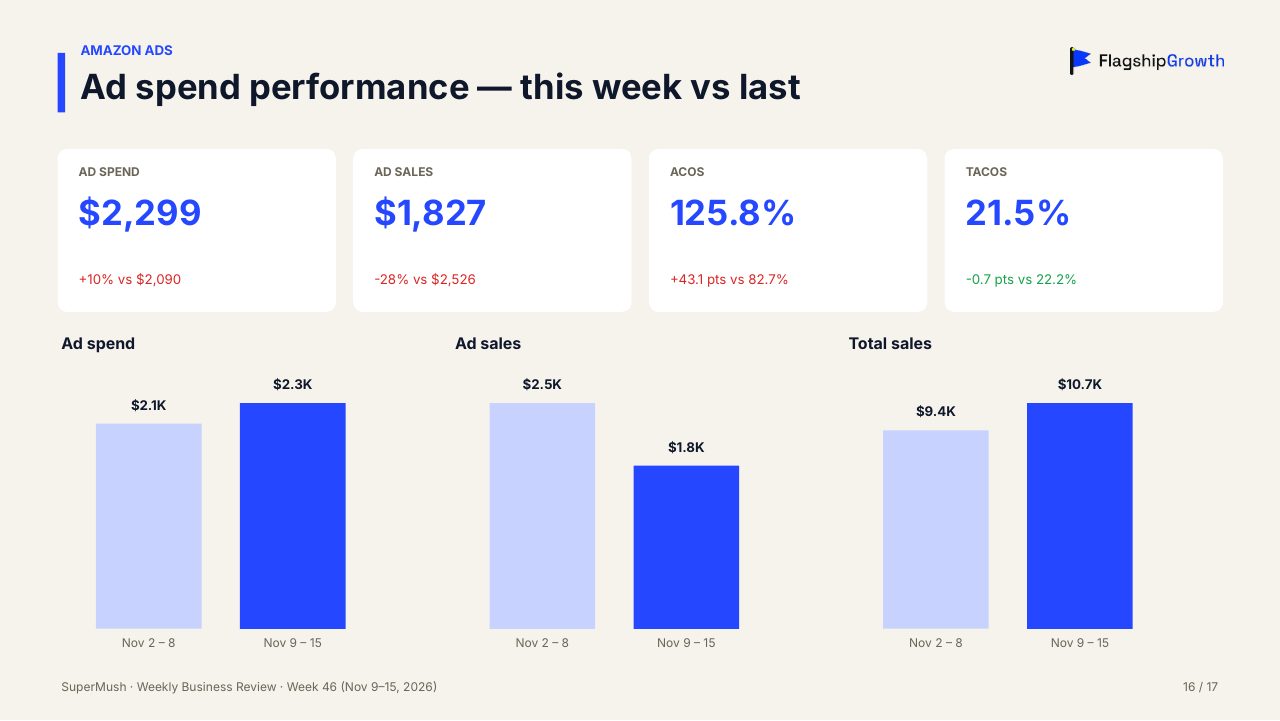 AMAZON ADS
Ad spend performance — this week vs last
FlagshipGrowth
AD SPEND
$2,299
+10% vs $2,090
AD SALES
$1,827
-28% vs $2,526
ACOS
125.8%
+43.1 pts vs 82.7%
TACOS
21.5%
-0.7 pts vs 22.2%
Ad spend
$2.1K
$2.3K
Nov 2 – 8
Nov 9 – 15
Ad sales
$2.5K
$1.8K
Nov 2 – 8
Nov 9 – 15
Total sales
$9.4K
$10.7K
Nov 2 – 8
Nov 9 – 15
SuperMush · Weekly Business Review · Week 46 (Nov 9–15, 2026)
16 / 17